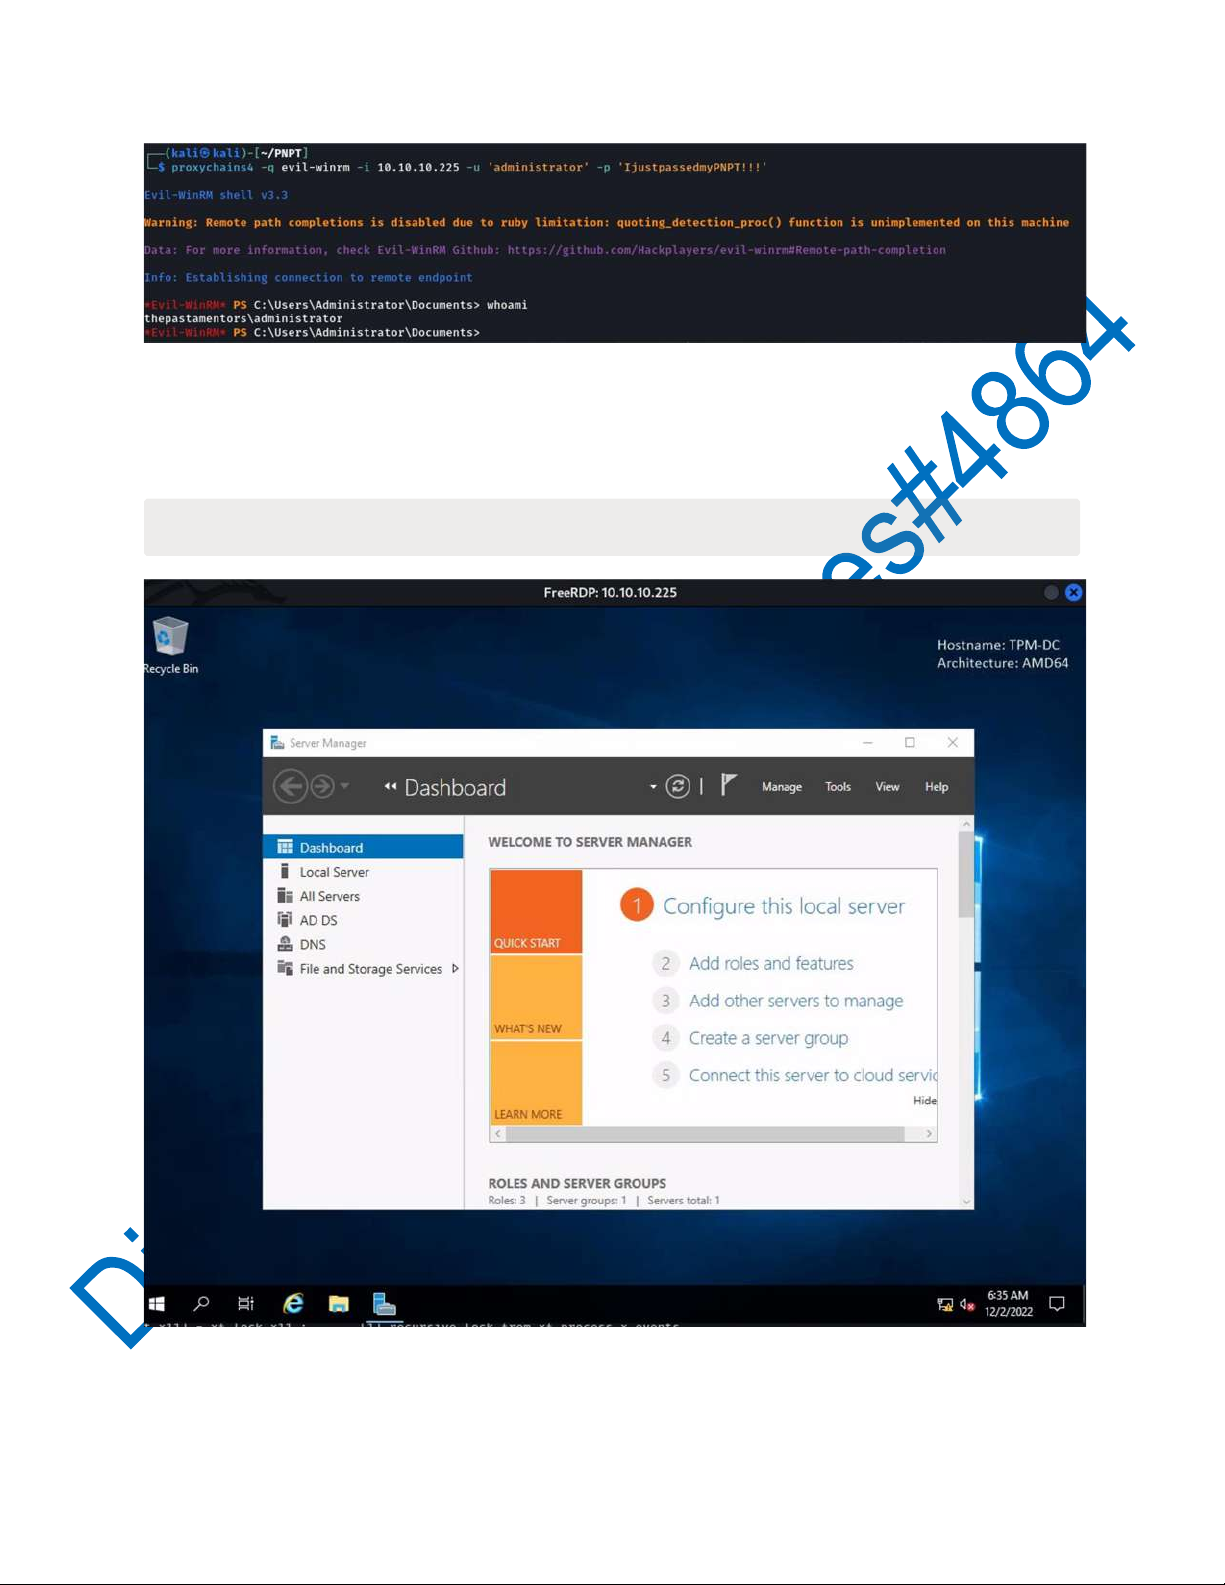 (kali㉿kali)-[~/PNPT]
$ proxychains4 -q evil-winrm -i 10.10.10.225 -u 'administrator' -p 'IjustpassedmyPNPT!!!'
Evil-WinRM shell v3.3
Warning: Remote path completions is disabled due to ruby limitation: quoting_detection_proc() function is unimplemented on this machine
Data: For more information, check Evil-WinRM Github: https://github.com/Hackplayers/evil-winrm#Remote-path-completion
Info: Establishing connection to remote endpoint
*Evil-WinRM* PS C:\Users\Administrator\Documents> whoami
thepastamentors\administrator
*Evil-WinRM* PS C:\Users\Administrator\Documents>
es#4864
FreeRDP: 10.10.10.225
Recycle Bin
Hostname: TPM-DC
Architecture: AMD64
Server Manager
Dashboard
Manage Tools View Help
Dashboard
Local Server
All Servers
AD DS
DNS
File and Storage Services
WELCOME TO SERVER MANAGER
QUICK START
WHAT'S NEW
LEARN MORE
1 Configure this local server
2 Add roles and features
3 Add other servers to manage
4 Create a server group
5 Connect this server to cloud servic
Hide
ROLES AND SERVER GROUPS
Roles: 3 | Server groups: 1 | Servers total: 1
Di
6:35 AM
12/2/2022